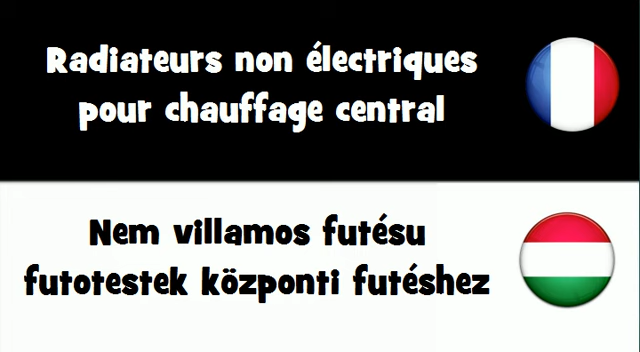 Radiateurs non électriques
pour chauffage central
Nem villamos futésu
futotestek központi futéshez